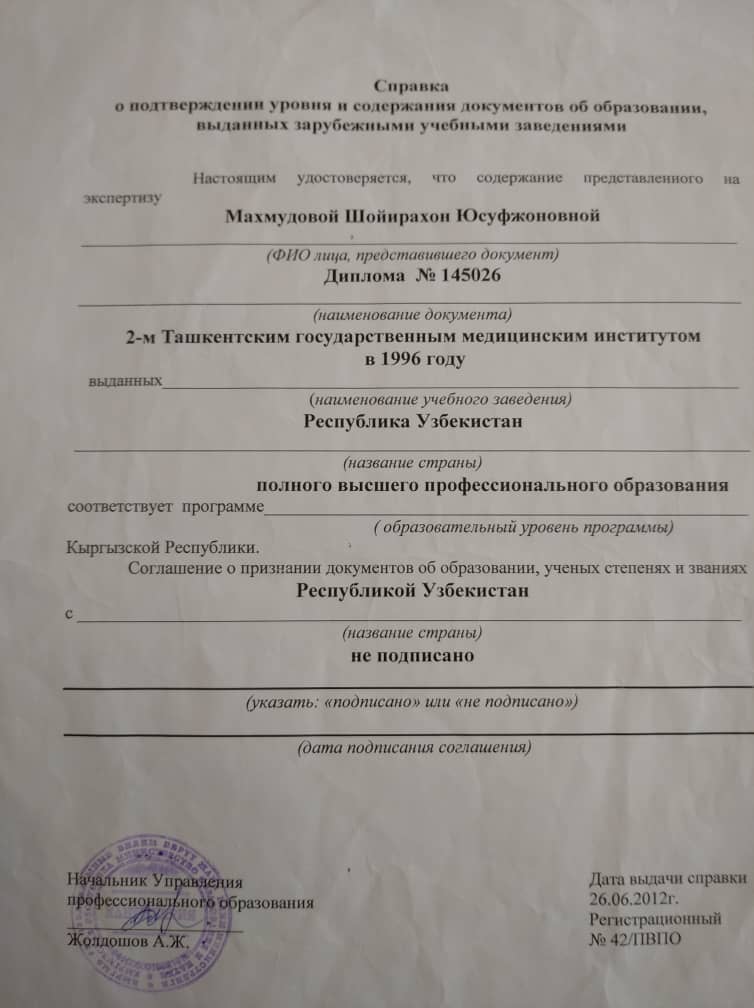 Справка
о подтверждении уровня и содержания документов об образовании,
выданных зарубежными учебными заведениями
Настоящим удостоверяется, что содержание представленного на
экспертизу
Махмудовой Шойирахон Юсуфжоновной
(ФИО лица, представившего документ)
Диплома № 145026
(наименование документа)
2-м Ташкентским государственным медицинским институтом
в 1996 году
выданных
(наименование учебного заведения)
Республика Узбекистан
(название страны)
полного высшего профессионального образования
соответствует программе
( образовательный уровень программы)
Кыргызской Республики.
Соглашение о признании документов об образовании, ученых степенях и званиях
Республикой Узбекистан
с
(название страны)
не подписано
(указать: «подписано» или «не подписано»)
(дата подписания соглашения)
Начальник Управления
профессионального образования
Жолдошов А.Ж.
Дата выдачи справки
26.06.2012г.
Регистрационный
№ 42/ПВПО